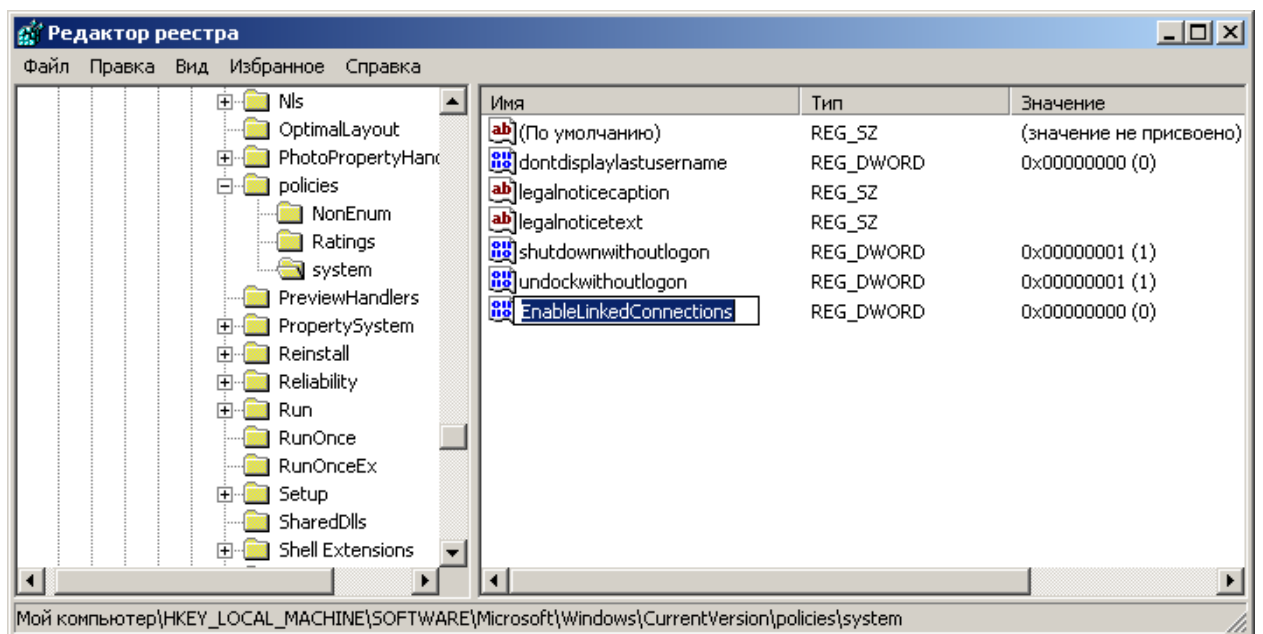 Редактор реестра
Файл Правка Вид Избранное Справка
Nls
OptimalLayout
PhotoPropertyHand
policies
NonEnum
Ratings
system
PreviewHandlers
PropertySystem
Reinstall
Reliability
Run
RunOnce
RunOnceEx
Setup
SharedDlls
Shell Extensions
Имя Тип Значение
(По умолчанию) REG_SZ (значение не присвоено)
dontdisplaylastusername REG_DWORD 0x00000000 (0)
legalnoticecaption REG_SZ
legalnoticetext REG_SZ
shutdownwithoutlogon REG_DWORD 0x00000001 (1)
undockwithoutlogon REG_DWORD 0x00000001 (1)
EnableLinkedConnections REG_DWORD 0x00000000 (0)
Мой компьютер\HKEY_LOCAL_MACHINE\SOFTWARE\Microsoft\Windows\CurrentVersion\policies\system